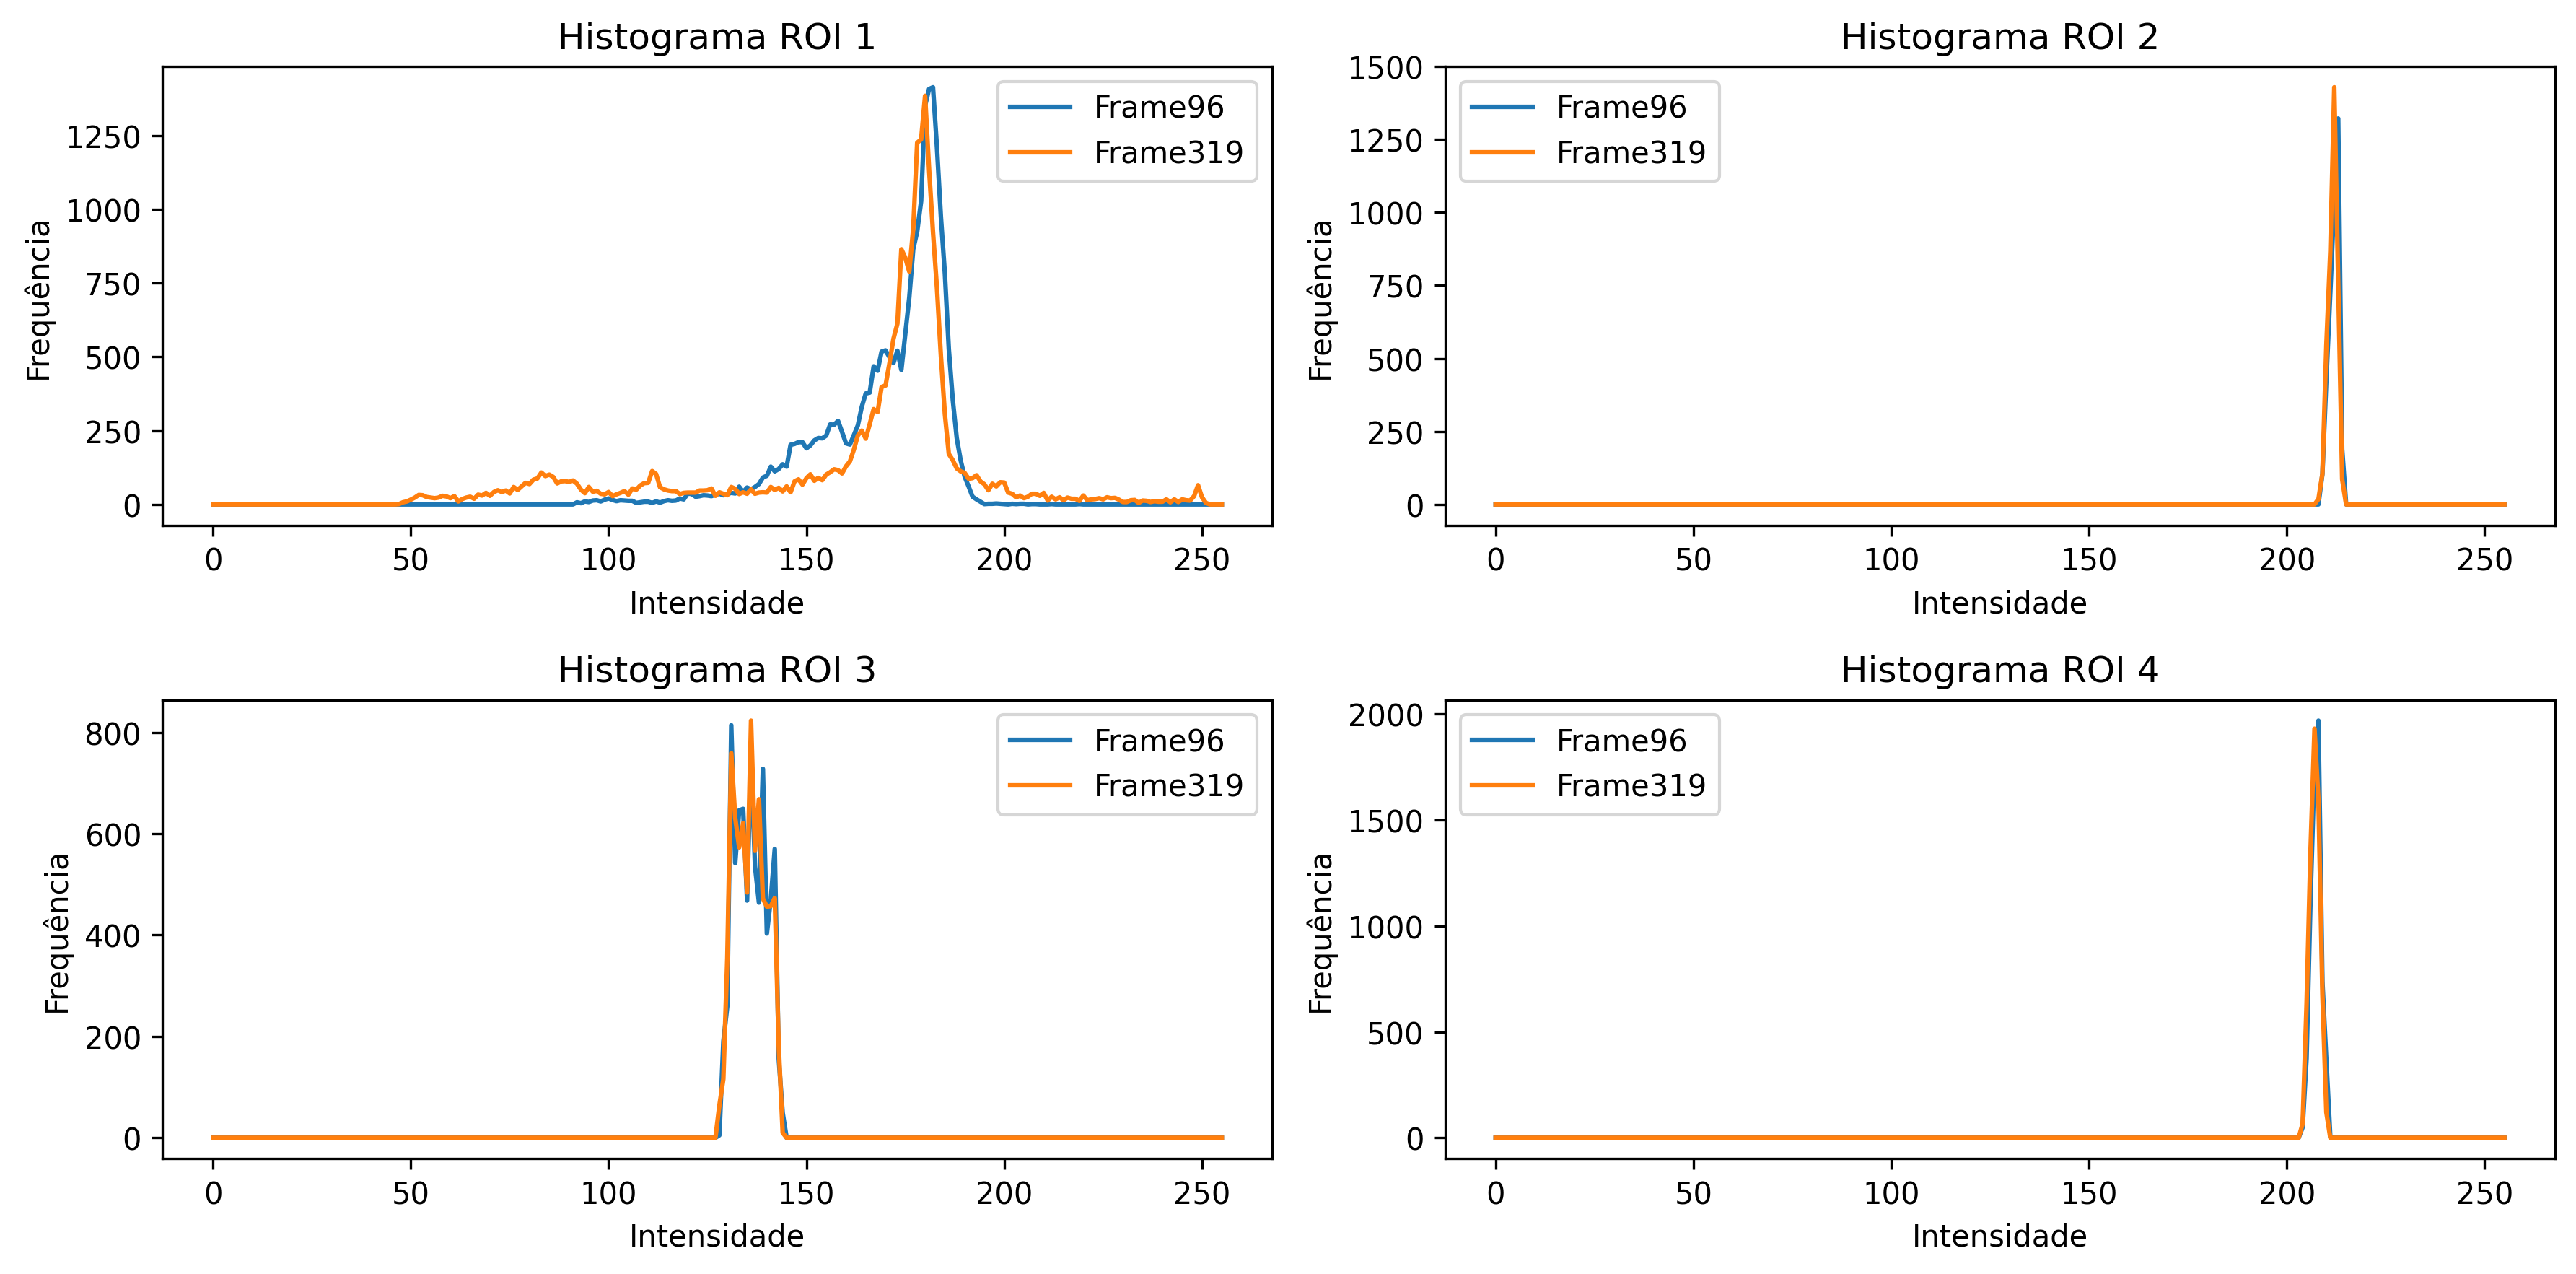 Histograma ROI 1
Frequência
1250
1000
750
500
250
0
Frame96
Frame319
0 50 100 150 200 250
Intensidade
Histograma ROI 2
Frequência
1500
1250
1000
750
500
250
0
Frame96
Frame319
0 50 100 150 200 250
Intensidade
Histograma ROI 3
Frequência
800
600
400
200
0
Frame96
Frame319
0 50 100 150 200 250
Intensidade
Histograma ROI 4
Frequência
2000
1500
1000
500
0
Frame96
Frame319
0 50 100 150 200 250
Intensidade